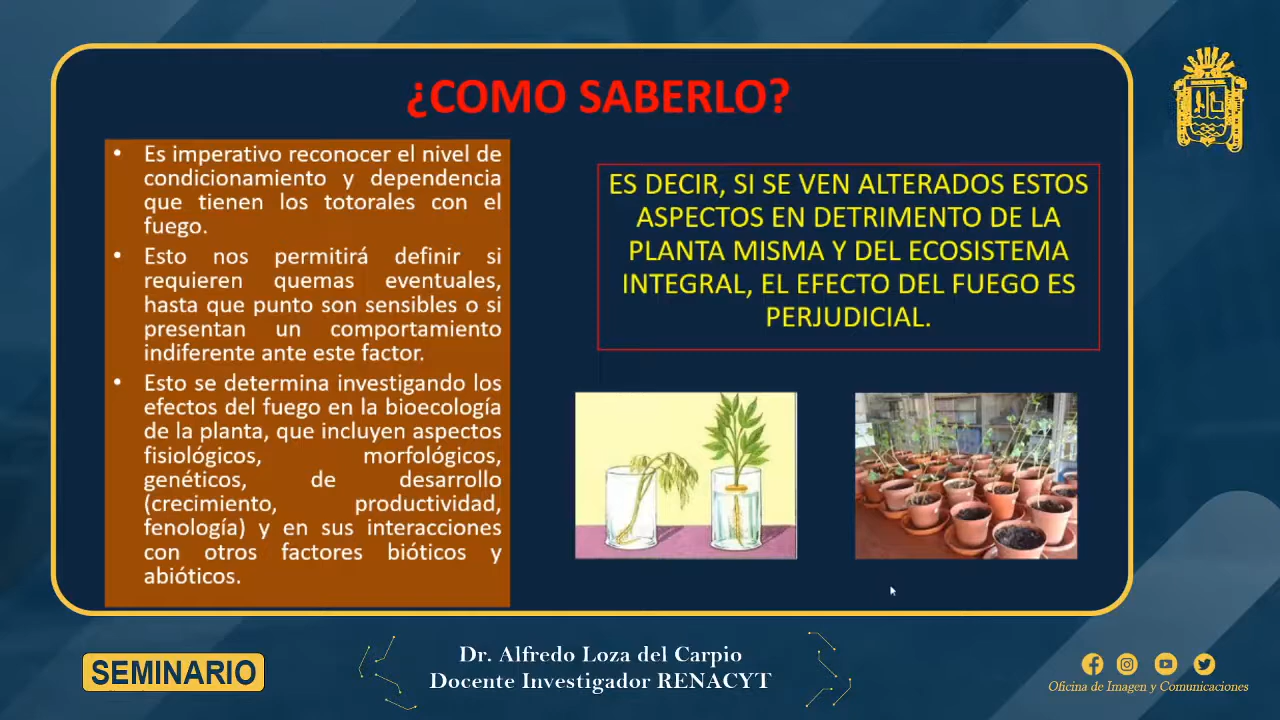 ¿COMO SABERLO?
• Es imperativo reconocer el nivel de
condicionamiento y dependencia
que tienen los totorales con el
fuego.
• Esto nos permitirá definir si
requieren quemas eventuales,
hasta que punto son sensibles o si
presentan un comportamiento
indiferente ante este factor.
• Esto se determina investigando los
efectos del fuego en la bioecología
de la planta, que incluyen aspectos
fisiológicos, morfológicos,
genéticos, de desarrollo
(crecimiento, productividad,
fenología) y en sus interacciones
con otros factores bióticos y
abióticos.
ES DECIR, SI SE VEN ALTERADOS ESTOS
ASPECTOS EN DETRIMENTO DE LA
PLANTA MISMA Y DEL ECOSISTEMA
INTEGRAL, EL EFECTO DEL FUEGO ES
PERJUDICIAL.
SEMINARIO
Dr. Alfredo Loza del Carpio
Docente Investigador RENACYT
Oficina de Imagen y Comunicaciones